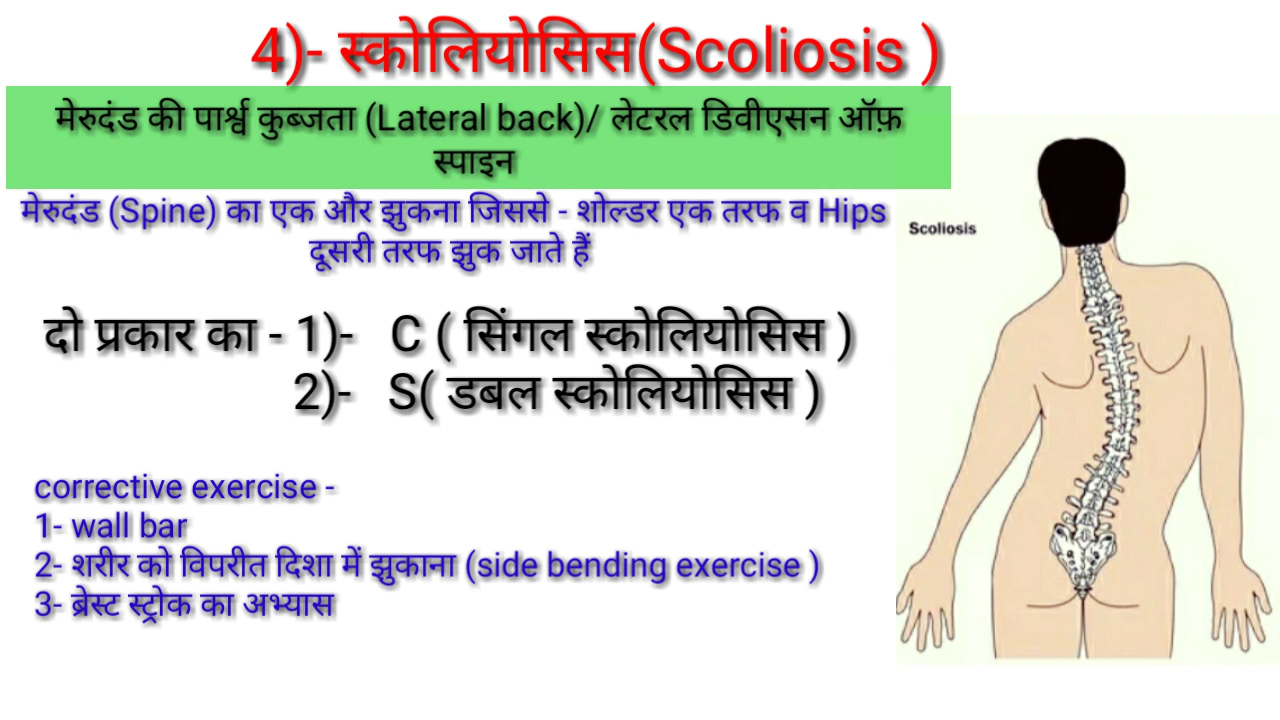 4)- स्कोलियोसिस(Scoliosis )
मेरुदंड की पार्श्व कुब्जता (Lateral back)/ लेटरल डिवीएसन ऑफ़
स्पाइन
मेरुदंड (Spine) का एक और झुकना जिससे - शोल्डर एक तरफ व Hips
दूसरी तरफ झुक जाते हैं
Scoliosis
दो प्रकार का - 1)- C ( सिंगल स्कोलियोसिस )
2)- S( डबल स्कोलियोसिस )
corrective exercise -
1- wall bar
2- शरीर को विपरीत दिशा में झुकाना (side bending exercise )
3- ब्रेस्ट स्ट्रोक का अभ्यास